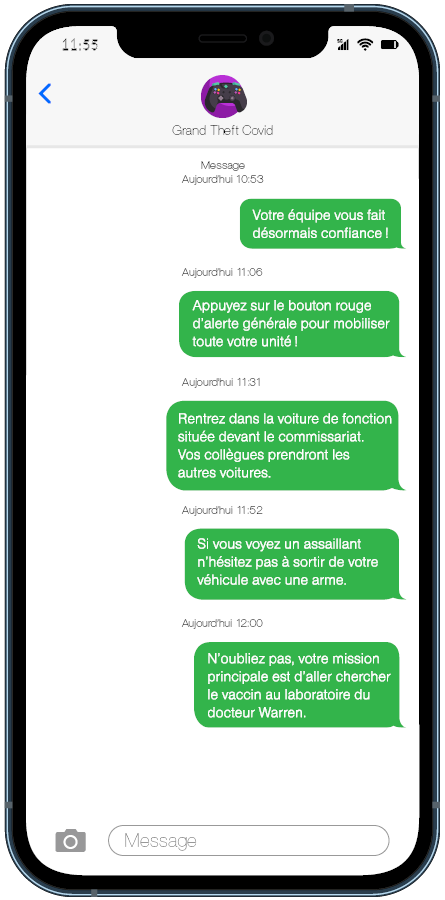 11:55
5G
Grand Theft Covid
Message
Aujourd'hui 10:53
Votre équipe vous fait
désormais confiance !
Aujourd'hui 11:06
Appuyez sur le bouton rouge
d'alerte générale pour mobiliser
toute votre unité !
Aujourd'hui 11:31
Rentrez dans la voiture de fonction
située devant le commissariat.
Vos collègues prendront les
autres voitures.
Aujourd'hui 11:52
Si vous voyez un assaillant
n'hésitez pas à sortir de votre
véhicule avec une arme.
Aujourd'hui 12:00
N'oubliez pas, votre mission
principale est d'aller chercher
le vaccin au laboratoire du
docteur Warren.
Message